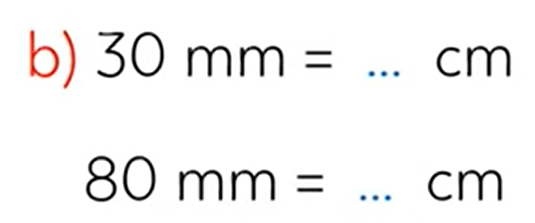 b) 30 mm = ... cm
80 mm = ... cm